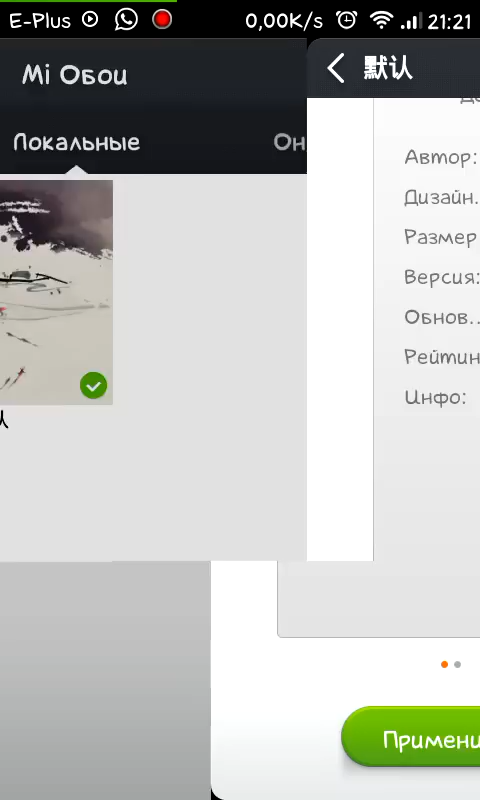 E-Plus 0,00K/s 21:21
Mi Обои
默认
Локальные Он
Автор:
Дизайн.
Размер
Версия:
Обнов..
Рейтин
Инфо:
Примени